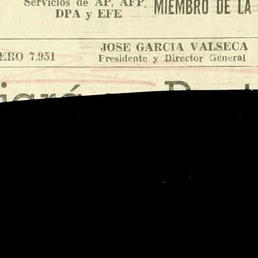 Servicios de AP, AFP,
DPA y EFE
MIEMBRO DE LA
JOSE GARCIA VALSECA
Presidente y Director General
ERO 7.951